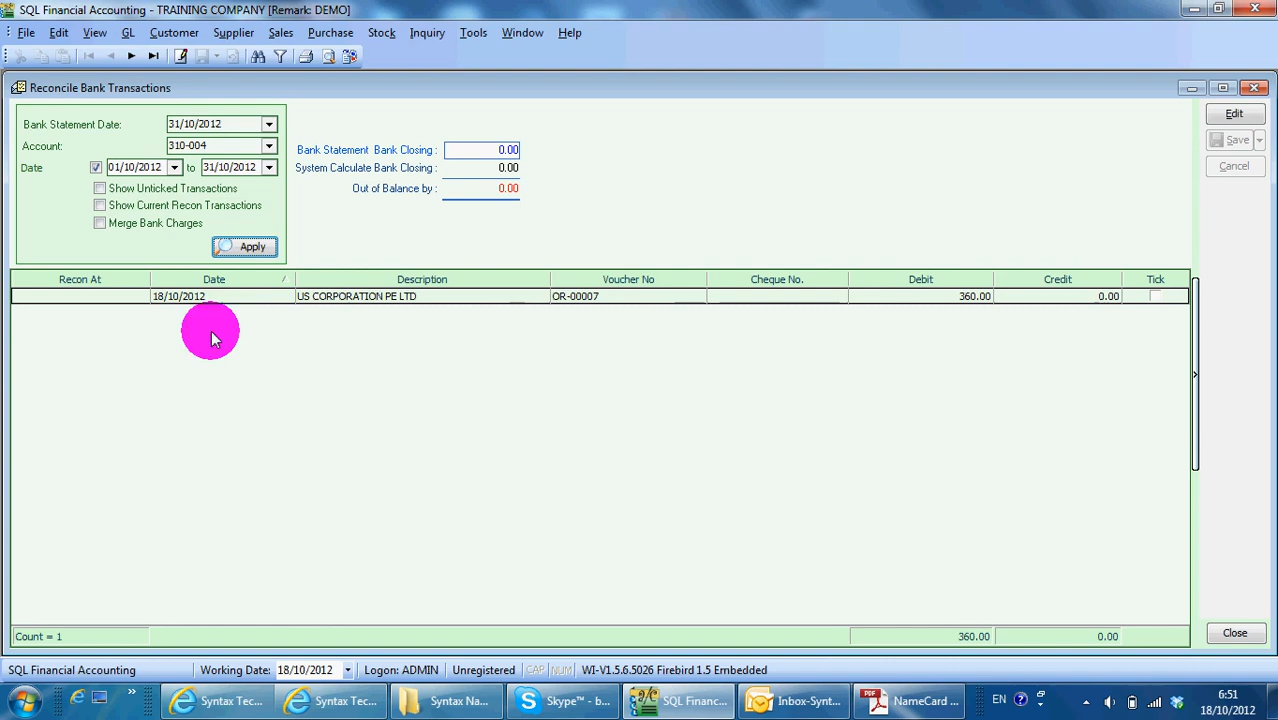 SQL Financial Accounting - TRAINING COMPANY [Remark: DEMO]
File Edit View GL Customer Supplier Sales Purchase Stock Inquiry Tools Window Help
Reconcile Bank Transactions
Bank Statement Date: 31/10/2012
Account: 310-004
Date 01/10/2012 to 31/10/2012
Show Unticked Transactions
Show Current Recon Transactions
Merge Bank Charges
Apply
Bank Statement Bank Closing : 0.00
System Calculate Bank Closing : 0.00
Out of Balance by : 0.00
Edit
Save
Cancel
Recon At Date Description Voucher No Cheque No. Debit Credit Tick
18/10/2012 US CORPORATION PE LTD OR-00007 360.00 0.00
Count = 1 360.00 0.00
Close
SQL Financial Accounting Working Date: 18/10/2012 Logon: ADMIN Unregistered CAP NUM WI-V1.5.6.5026 Firebird 1.5 Embedded
Syntax Tec... Syntax Tec... Syntax Na... Skype™ - b... SQL Financ... Inbox-Synt... PDF NameCard ... EN 6:51
18/10/2012